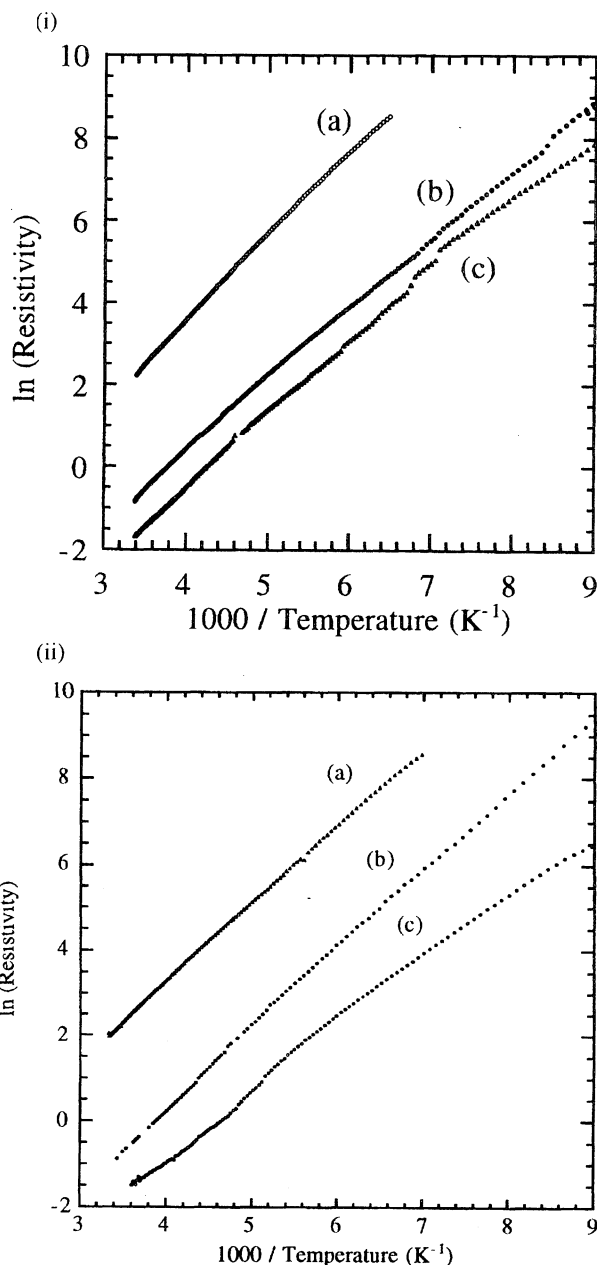 (i)
10
8
6
4
2
0
-2
ln (Resistivity)
(a)
(b)
(c)
3 4 5 6 7 8 9
1000 / Temperature (K⁻¹)
(ii)
10
8
6
4
2
0
-2
ln (Resistivity)
(a)
(b)
(c)
3 4 5 6 7 8 9
1000 / Temperature (K⁻¹)